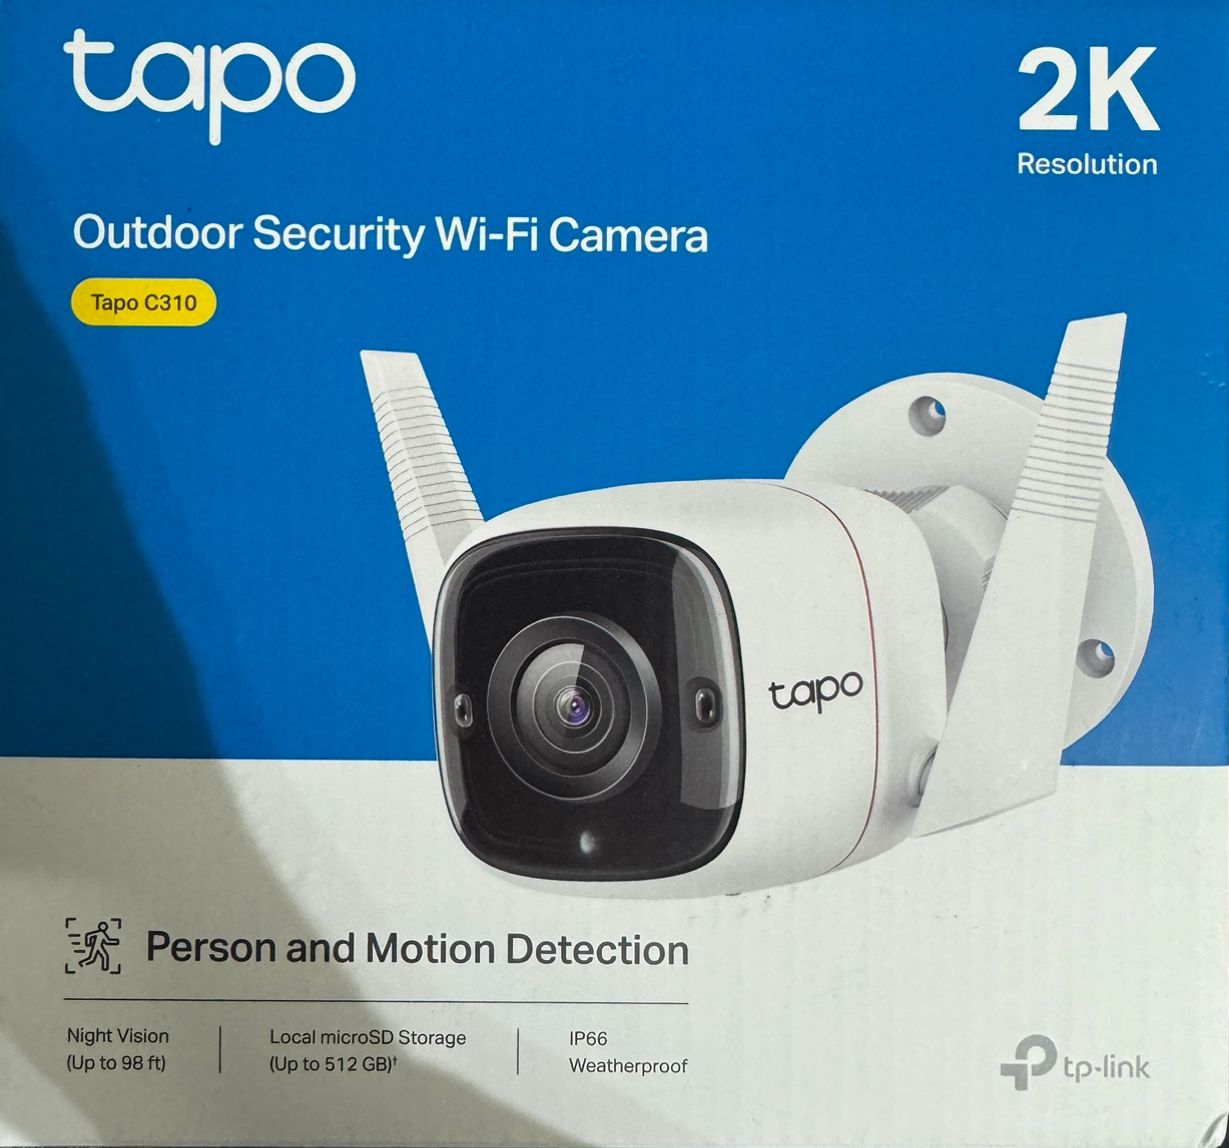 tapo
2K
Resolution
Outdoor Security Wi-Fi Camera
Tapo C310
tapo
Person and Motion Detection
Night Vision
(Up to 98 ft)
Local microSD Storage
(Up to 512 GB)†
IP66
Weatherproof
tp-link